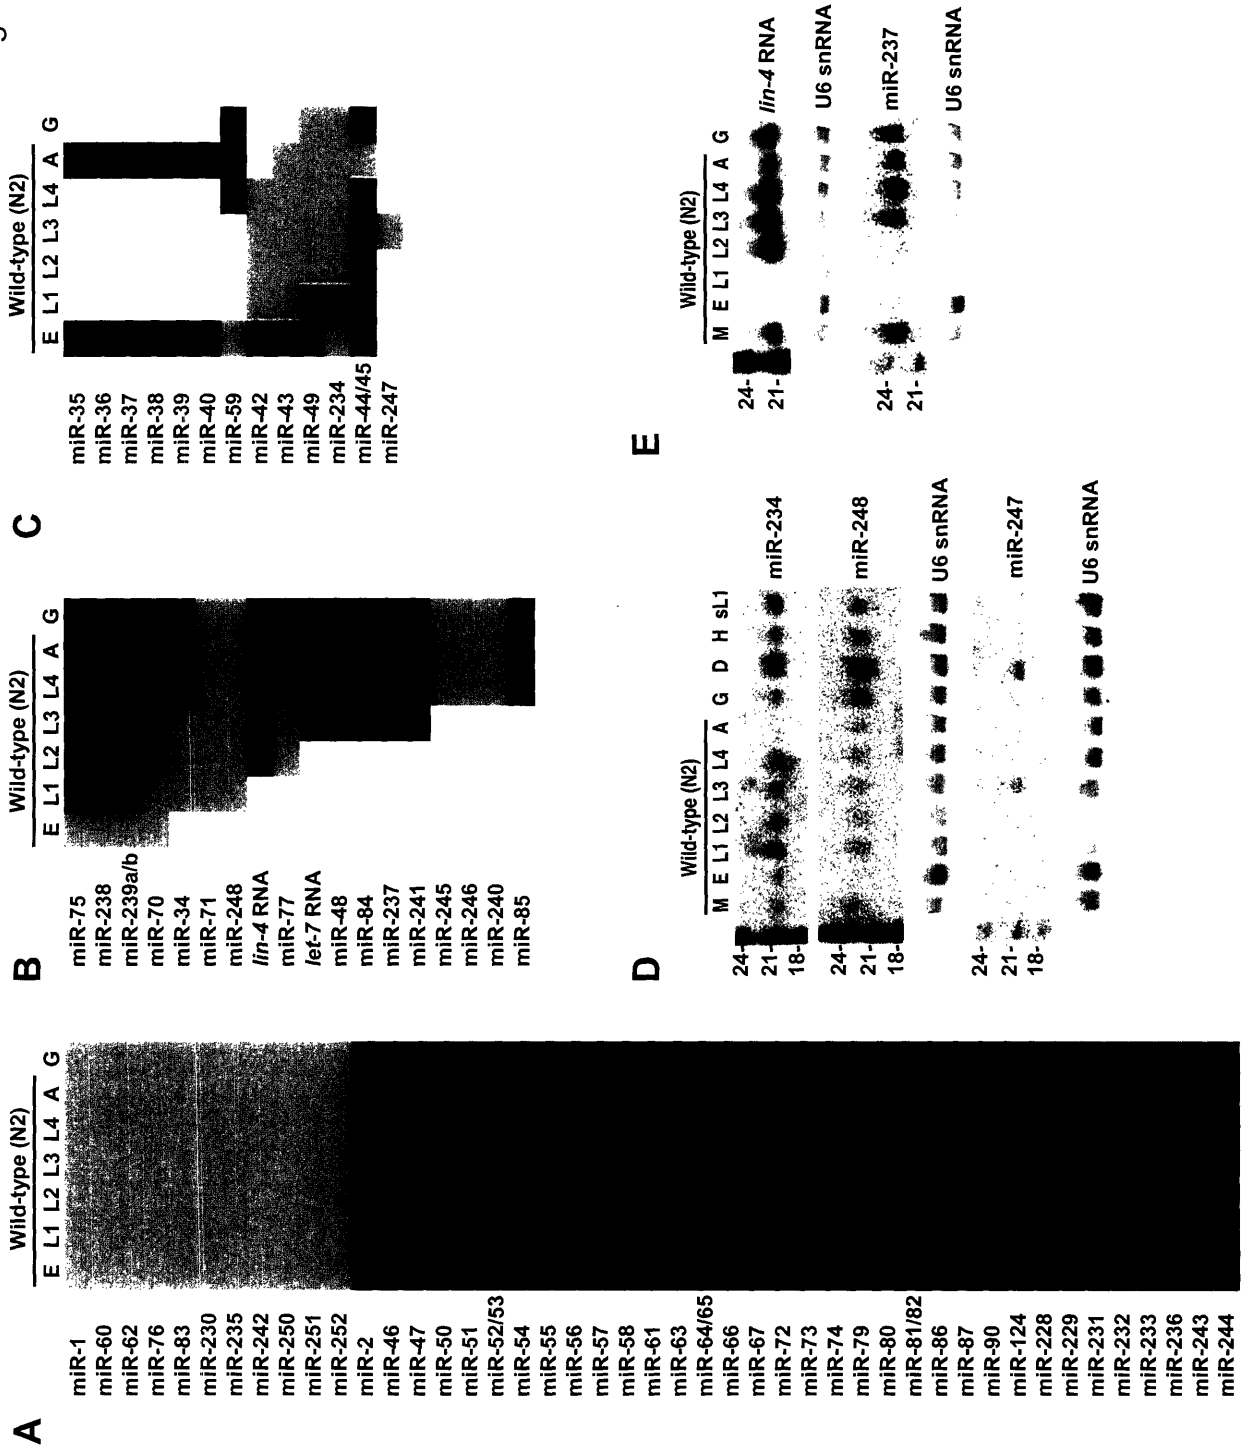 A
Wild-type (N2)
E L1 L2 L3 L4 A G
miR-1
miR-60
miR-62
miR-76
miR-83
miR-230
miR-235
miR-242
miR-250
miR-251
miR-252
miR-2
miR-46
miR-47
miR-50
miR-51
miR-52/53
miR-54
miR-55
miR-56
miR-57
miR-58
miR-61
miR-63
miR-64/65
miR-66
miR-67
miR-72
miR-73
miR-74
miR-79
miR-80
miR-81/82
miR-86
miR-87
miR-90
miR-124
miR-228
miR-229
miR-231
miR-232
miR-233
miR-236
miR-243
miR-244
B
Wild-type (N2)
E L1 L2 L3 L4 A G
miR-75
miR-238
miR-239a/b
miR-70
miR-34
miR-71
miR-248
lin-4 RNA
miR-77
let-7 RNA
miR-48
miR-84
miR-237
miR-241
miR-245
miR-246
miR-240
miR-85
C
Wild-type (N2)
E L1 L2 L3 L4 A G
miR-35
miR-36
miR-37
miR-38
miR-39
miR-40
miR-59
miR-42
miR-43
miR-49
miR-234
miR-44/45
miR-247
D
Wild-type (N2)
M E L1 L2 L3 L4 A G D H sL1
24-
21-
18-
miR-234
24-
21-
18-
miR-248
U6 snRNA
24-
21-
18-
miR-247
U6 snRNA
E
Wild-type (N2)
M E L1 L2 L3 L4 A G
24-
21-
lin-4 RNA
U6 snRNA
24-
21-
miR-237
U6 snRNA